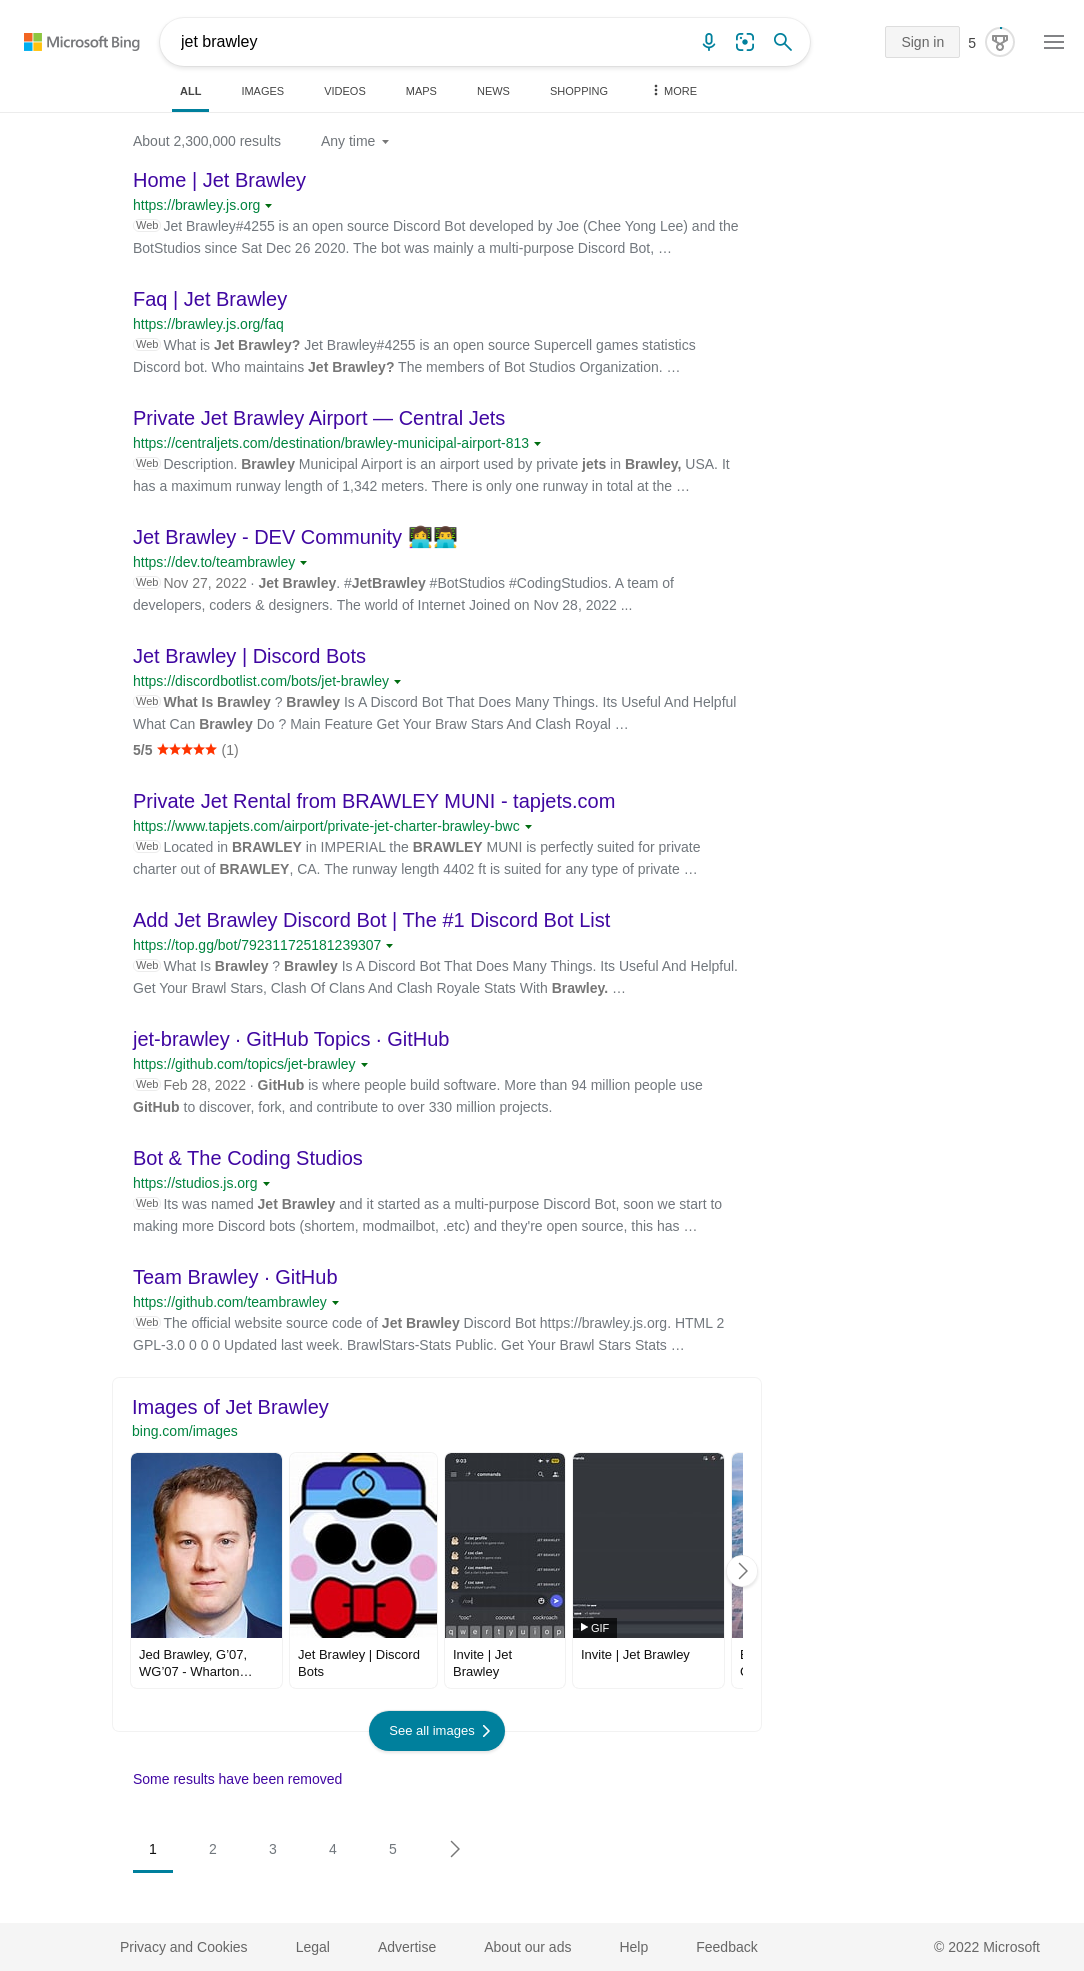 Microsoft Bing
jet brawley
Sign in
5
ALL
IMAGES
VIDEOS
MAPS
NEWS
SHOPPING
MORE
About 2,300,000 results
Any time
Home | Jet Brawley
https://brawley.js.org
Web Jet Brawley#4255 is an open source Discord Bot developed by Joe (Chee Yong Lee) and the
BotStudios since Sat Dec 26 2020. The bot was mainly a multi-purpose Discord Bot, …
Faq | Jet Brawley
https://brawley.js.org/faq
Web What is Jet Brawley? Jet Brawley#4255 is an open source Supercell games statistics
Discord bot. Who maintains Jet Brawley? The members of Bot Studios Organization. …
Private Jet Brawley Airport — Central Jets
https://centraljets.com/destination/brawley-municipal-airport-813
Web Description. Brawley Municipal Airport is an airport used by private jets in Brawley, USA. It
has a maximum runway length of 1,342 meters. There is only one runway in total at the …
Jet Brawley - DEV Community 👩‍💻👨‍💻
https://dev.to/teambrawley
Web Nov 27, 2022 · Jet Brawley. #JetBrawley #BotStudios #CodingStudios. A team of
developers, coders & designers. The world of Internet Joined on Nov 28, 2022 ...
Jet Brawley | Discord Bots
https://discordbotlist.com/bots/jet-brawley
Web What Is Brawley ? Brawley Is A Discord Bot That Does Many Things. Its Useful And Helpful
What Can Brawley Do ? Main Feature Get Your Braw Stars And Clash Royal …
5/5 ★★★★★ (1)
Private Jet Rental from BRAWLEY MUNI - tapjets.com
https://www.tapjets.com/airport/private-jet-charter-brawley-bwc
Web Located in BRAWLEY in IMPERIAL the BRAWLEY MUNI is perfectly suited for private
charter out of BRAWLEY, CA. The runway length 4402 ft is suited for any type of private …
Add Jet Brawley Discord Bot | The #1 Discord Bot List
https://top.gg/bot/792311725181239307
Web What Is Brawley ? Brawley Is A Discord Bot That Does Many Things. Its Useful And Helpful.
Get Your Brawl Stars, Clash Of Clans And Clash Royale Stats With Brawley. …
jet-brawley · GitHub Topics · GitHub
https://github.com/topics/jet-brawley
Web Feb 28, 2022 · GitHub is where people build software. More than 94 million people use
GitHub to discover, fork, and contribute to over 330 million projects.
Bot & The Coding Studios
https://studios.js.org
Web Its was named Jet Brawley and it started as a multi-purpose Discord Bot, soon we start to
making more Discord bots (shortem, modmailbot, .etc) and they're open source, this has …
Team Brawley · GitHub
https://github.com/teambrawley
Web The official website source code of Jet Brawley Discord Bot https://brawley.js.org. HTML 2
GPL-3.0 0 0 0 Updated last week. BrawlStars-Stats Public. Get Your Brawl Stars Stats …
Images of Jet Brawley
bing.com/images
9:03
commands
/ coc profile
JET BRAWLEY
/ coc clan
JET BRAWLEY
/ coc members
JET BRAWLEY
/ coc save
JET BRAWLEY
/coc
"coc" coconut cockroach
q w e r t y u i o p
GIF
Jed Brawley, G’07,
WG’07 - Wharton…
Jet Brawley | Discord
Bots
Invite | Jet
Brawley
Invite | Jet Brawley
See all images
Some results have been removed
1
2
3
4
5
Privacy and Cookies
Legal
Advertise
About our ads
Help
Feedback
© 2022 Microsoft